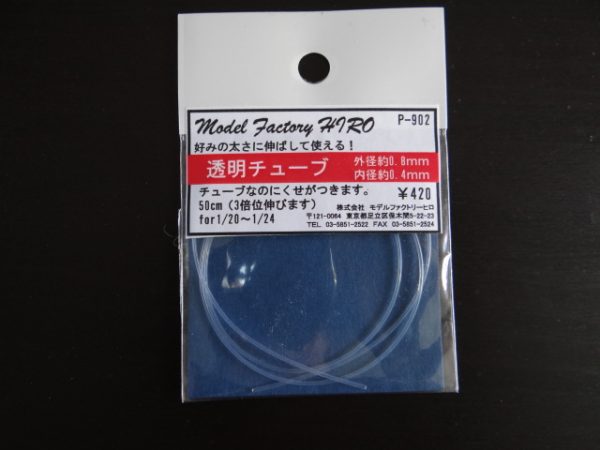 Model Factory HIRO P-902
好みの太さに伸ばして使える!
透明チューブ 外径約0.8mm
内径約0.4mm
チューブなのにくせがつきます。 ¥420
50cm (3倍位伸びます) 株式会社 モデルファクトリーヒロ
for1/20〜1/24 〒121-0064 東京都足立区保木間5-22-23
TEL 03-5851-2522 FAX 03-5851-2524